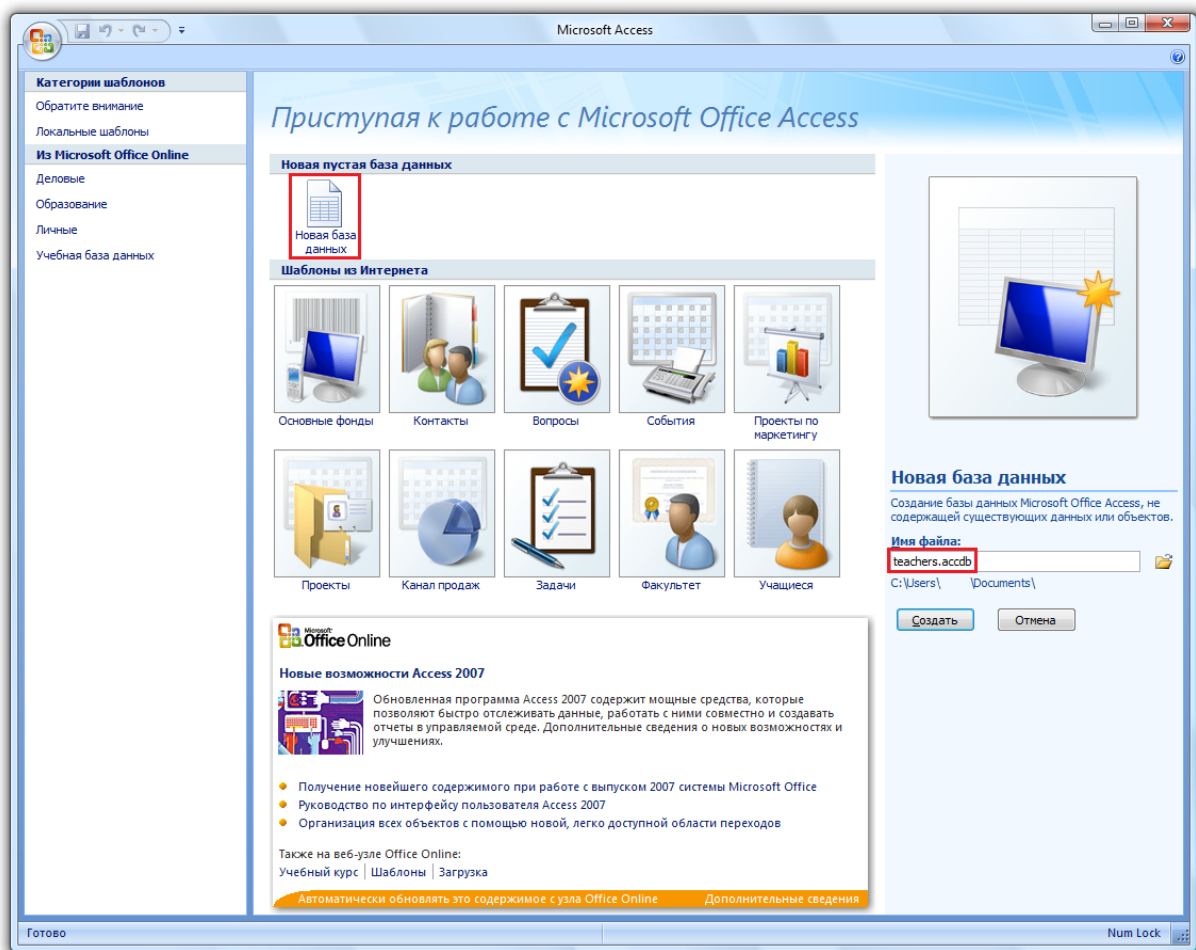 Microsoft Access
Категории шаблонов
Обратите внимание
Локальные шаблоны
Из Microsoft Office Online
Деловые
Образование
Личные
Учебная база данных
Приступая к работе с Microsoft Office Access
Новая пустая база данных
Новая база
данных
Шаблоны из Интернета
Основные фонды
Контакты
Вопросы
События
Проекты по
маркетингу
Проекты
Канал продаж
Задачи
Факультет
Учащиеся
Microsoft
Office Online
Новые возможности Access 2007
Обновленная программа Access 2007 содержит мощные средства, которые
позволяют быстро отслеживать данные, работать с ними совместно и создавать
отчеты в управляемой среде. Дополнительные сведения о новых возможностях и
улучшениях.
Получение новейшего содержимого при работе с выпуском 2007 системы Microsoft Office
Руководство по интерфейсу пользователя Access 2007
Организация всех объектов с помощью новой, легко доступной области переходов
Также на веб-узле Office Online:
Учебный курс | Шаблоны | Загрузка
Автоматически обновлять это содержимое с узла Office Online Дополнительные сведения
Новая база данных
Создание базы данных Microsoft Office Access, не
содержащей существующих данных или объектов.
Имя файла:
teachers.accdb
C:\Users\ \Documents\
Создать Отмена
Готово
Num Lock